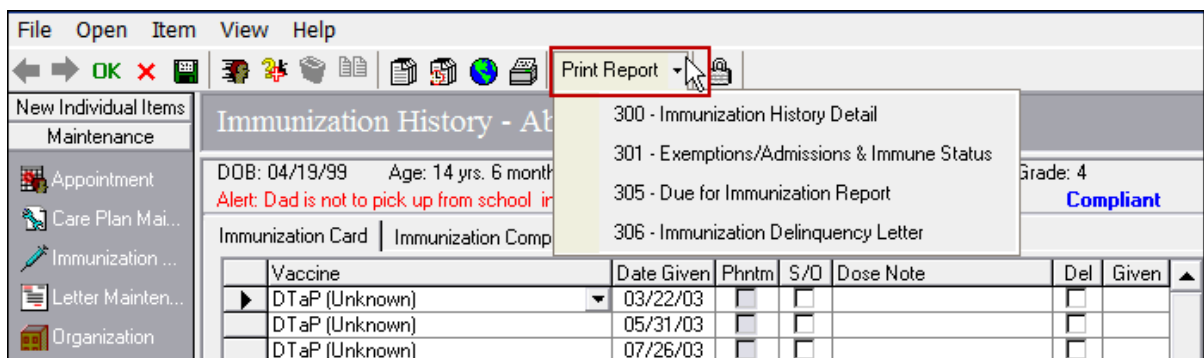 File Open Item View Help
OK Print Report
New Individual Items
Maintenance
Immunization History - Ab
300 - Immunization History Detail
301 - Exemptions/Admissions & Immune Status
305 - Due for Immunization Report
306 - Immunization Delinquency Letter
Appointment
Care Plan Mai...
Immunization ...
Letter Mainten...
Organization
DOB: 04/19/99 Age: 14 yrs. 6 month Grade: 4
Alert: Dad is not to pick up from school in Compliant
Immunization Card Immunization Comp
Vaccine Date Given Phntm S/O Dose Note Del Given
DTaP (Unknown) 03/22/03
DTaP (Unknown) 05/31/03
DTaP (Unknown) 07/26/03